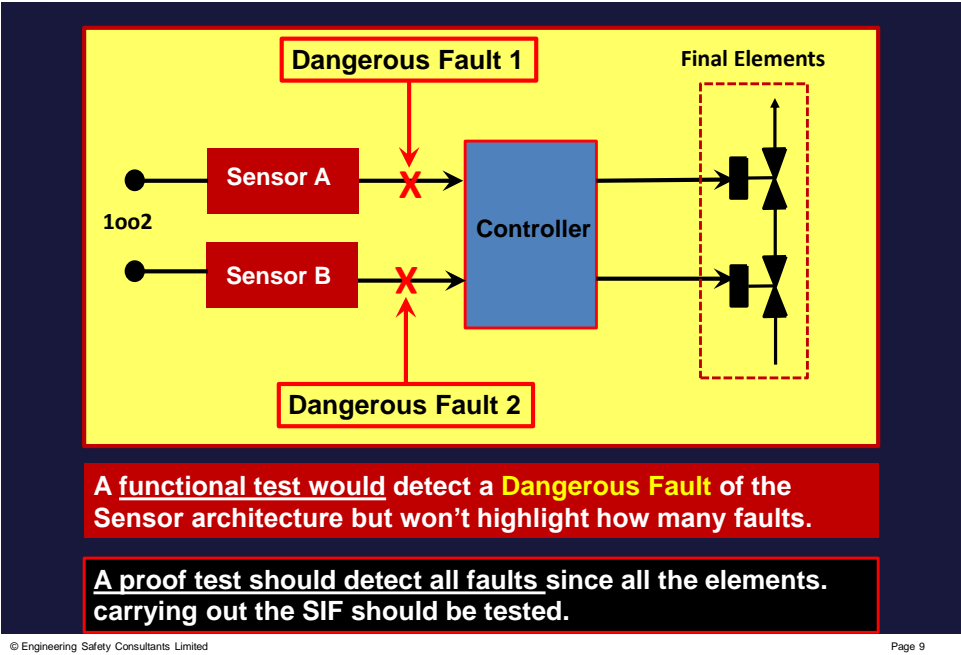 Dangerous Fault 1
Final Elements
Sensor A
X
1oo2
Controller
Sensor B
X
Dangerous Fault 2
A functional test would detect a Dangerous Fault of the
Sensor architecture but won’t highlight how many faults.
A proof test should detect all faults since all the elements.
carrying out the SIF should be tested.
© Engineering Safety Consultants Limited
Page 9